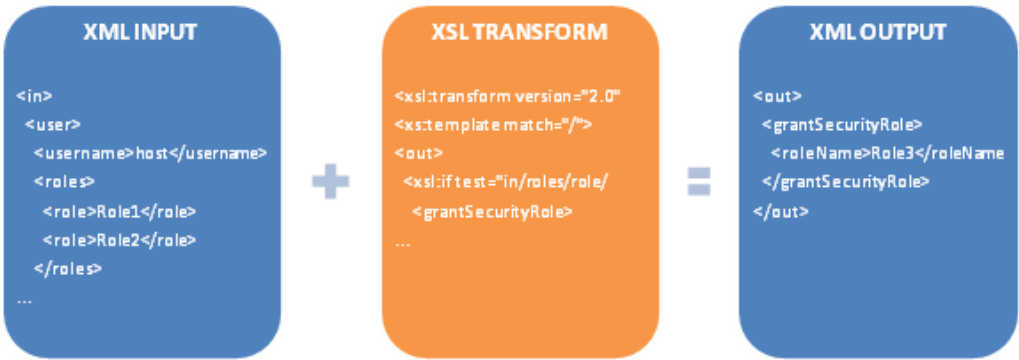 XML INPUT
<in>
<user>
<username>host</username>
<roles>
<role>Role1</role>
<role>Role2</role>
</roles>
...
XSL TRANSFORM
<xsl:transform version="2.0"
<xs:template match="/">
<out>
<xsl:if test="in/roles/role/
<grantSecurityRole>
...
XML OUTPUT
<out>
<grantSecurityRole>
<roleName>Role3</roleName
</grantSecurityRole>
</out>